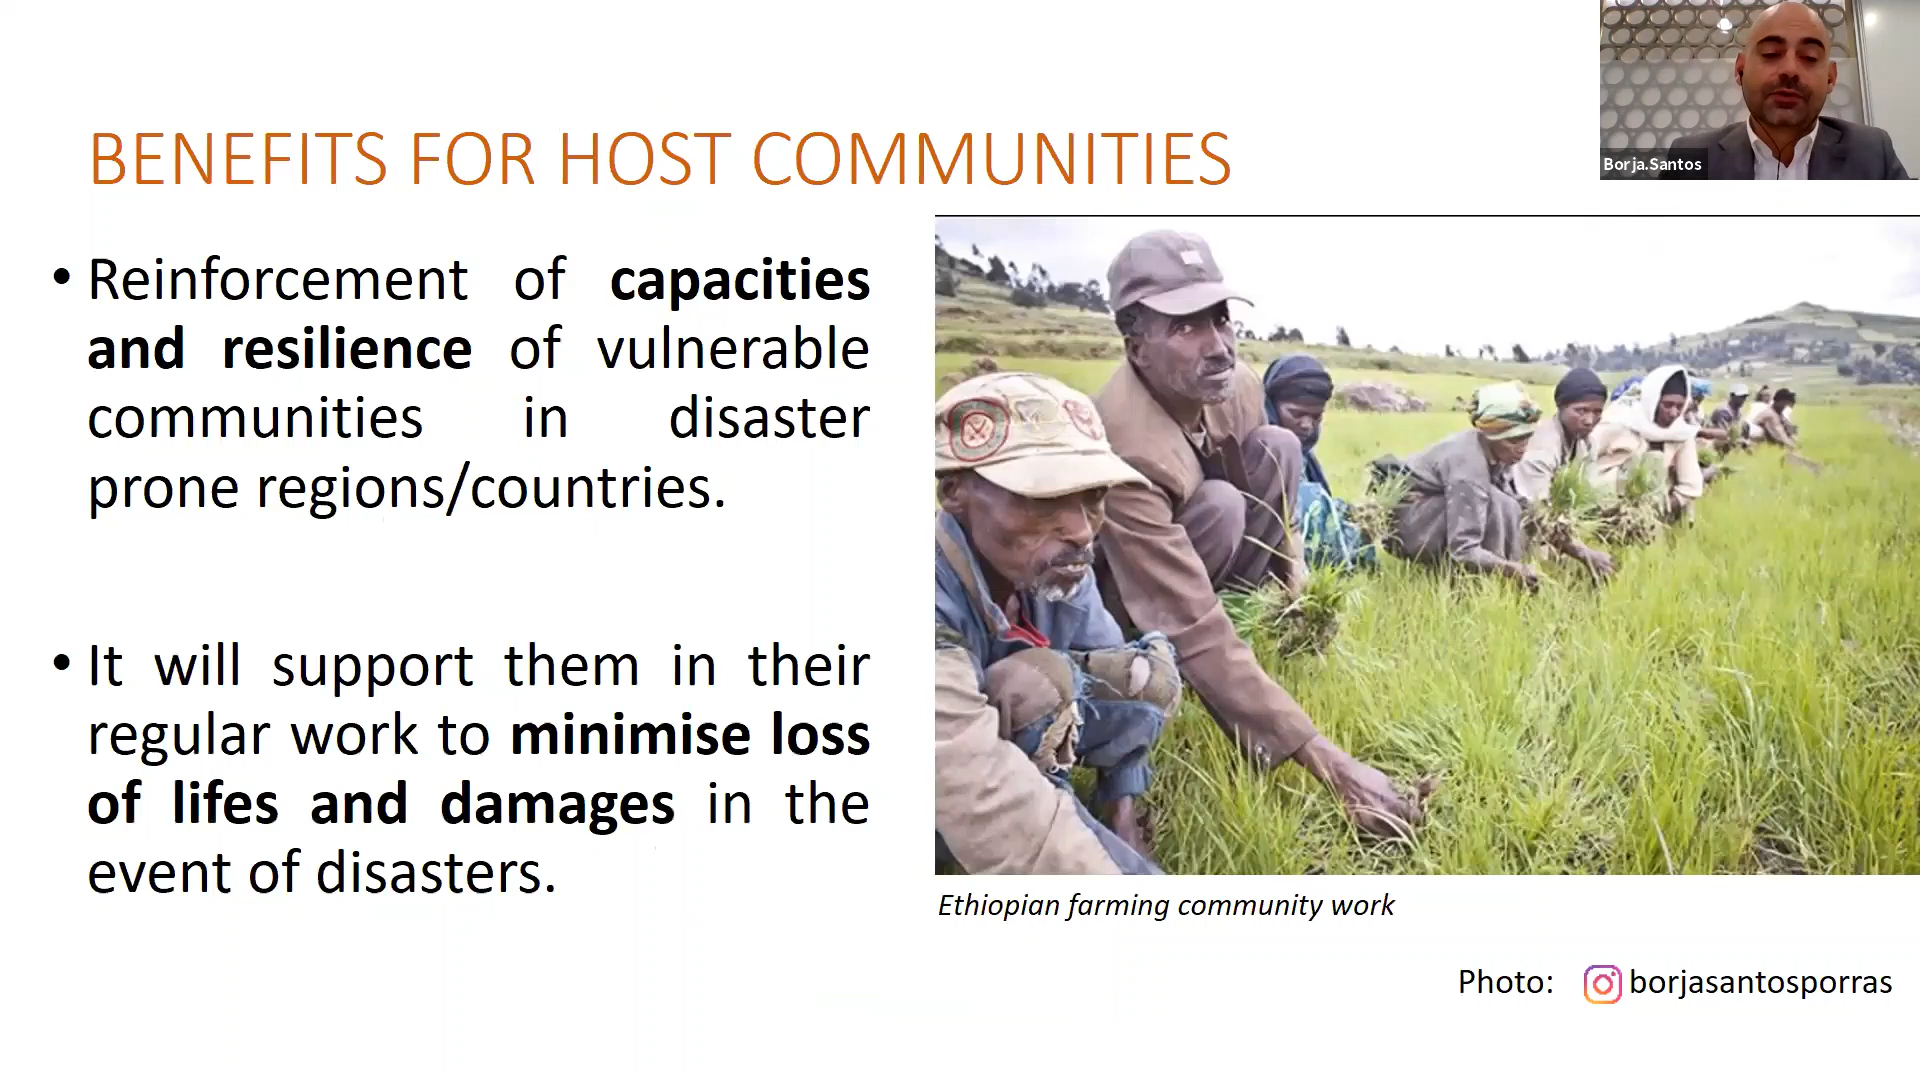 BENEFITS FOR HOST COMMUNITIES
Borja.Santos
• Reinforcement of capacities
and resilience of vulnerable
communities in disaster
prone regions/countries.
• It will support them in their
regular work to minimise loss
of lifes and damages in the
event of disasters.
Ethiopian farming community work
Photo: borjasantosporras